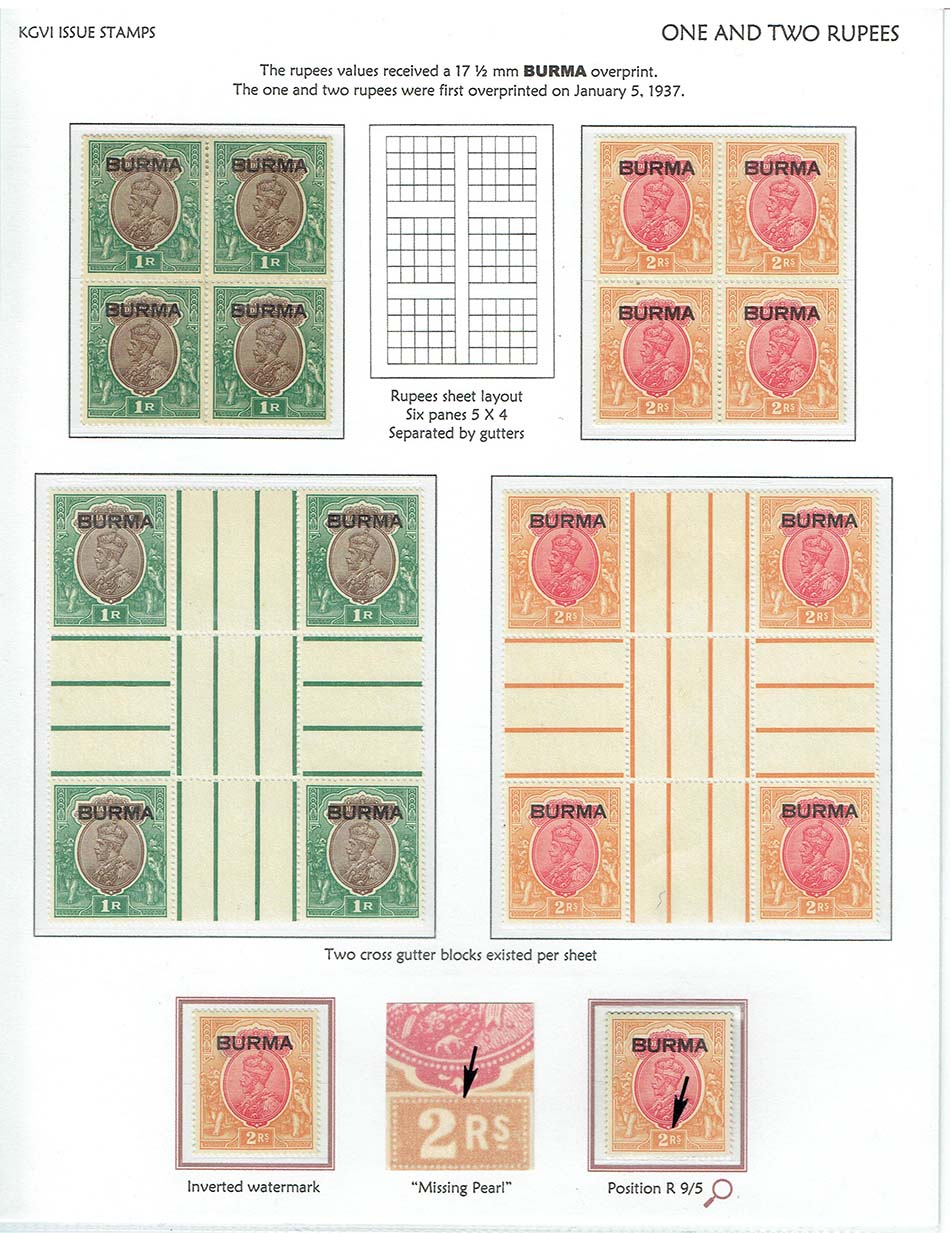 KGVI ISSUE STAMPS
ONE AND TWO RUPEES
The rupees values received a 17 ½ mm BURMA overprint.
The one and two rupees were first overprinted on January 5, 1937.
BURMA BURMA
1R 1R
BURMA BURMA
1R 1R
BURMA BURMA
2Rs 2Rs
BURMA BURMA
2Rs 2Rs
Rupees sheet layout
Six panes 5 X 4
Separated by gutters
BURMA BURMA
1R 1R
BURMA BURMA
1R 1R
BURMA BURMA
2Rs 2Rs
BURMA BURMA
2Rs 2Rs
Two cross gutter blocks existed per sheet
BURMA
2Rs
2Rs
BURMA
2Rs
Inverted watermark
"Missing Pearl"
Position R 9/5